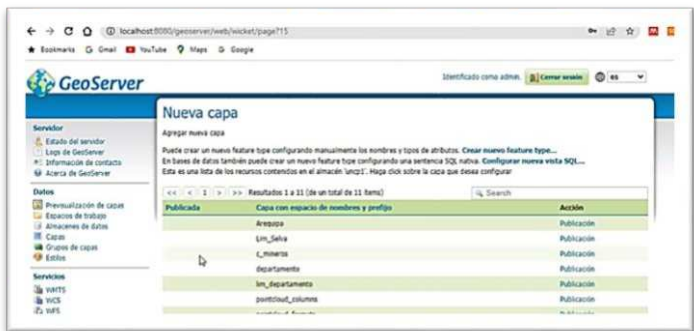 localhost:8080/geoserver/web/wicket/page?15
Bookmarks Gmail YouTube Maps Google
GeoServer
Identificado como admin. Cerrar sesión es
Nueva capa
Agregar nueva capa
Puede crear un nuevo feature type configurando manualmente los nombres y tipos de atributos. Crear nuevo feature type...
En bases de datos también puede crear un nuevo feature type configurando una sentencia SQL nativa. Configurar nueva vista SQL...
Esta es una lista de los recursos contenidos en el almacén 'uncp1'. Haga click sobre la capa que desea configurar
Servidor
Estado del servidor
Logs de GeoServer
Información de contacto
Acerca de GeoServer
Datos
Previsualización de capas
Espacios de trabajo
Almacenes de datos
Capas
Grupos de capas
Estilos
Servicios
WMTS
WCS
WFS
<< < 1 > >> Resultados 1 a 11 (de un total de 11 items) Search
Publicada Capa con espacio de nombres y prefijo Acción
Arequipa Publicación
Lim_Selva Publicación
c_mineros Publicación
departamento Publicación
lim_departamento Publicación
pointcloud_columns Publicación
pointcloud_formats Publicación